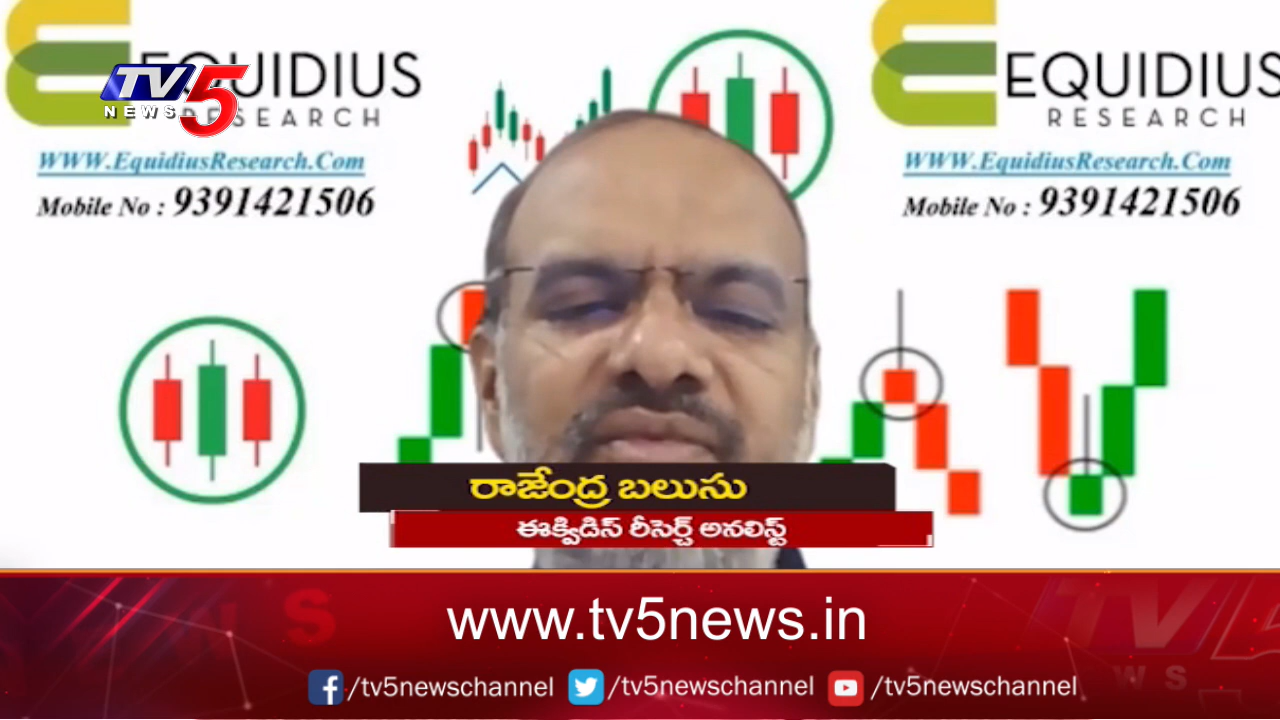 EQUIDIUS
RESEARCH
WWW.EquidiusResearch.Com
Mobile No : 9391421506
TV5
NEWS
EQUIDIUS
RESEARCH
WWW.EquidiusResearch.Com
Mobile No : 9391421506
రాజేంద్ర బలుసు
ఈక్విడిస్ రీసెర్చ్ అనలిస్ట్
www.tv5news.in
/tv5newschannel /tv5newschannel /tv5newschannel